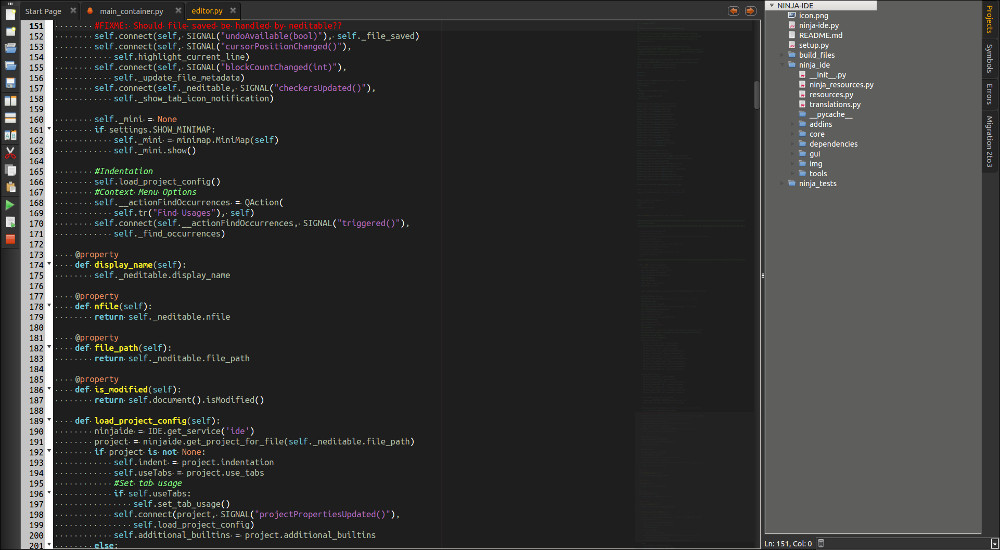 Start Page
main_container.py
editor.py
151 #FIXME: Should file_saved be handled by neditable??
152 self.connect(self, SIGNAL("undoAvailable(bool)"), self._file_saved)
153 self.connect(self, SIGNAL("cursorPositionChanged()"),
154 self.highlight_current_line)
155 self.connect(self, SIGNAL("blockCountChanged(int)"),
156 self._update_file_metadata)
157 self.connect(self._neditable, SIGNAL("checkersUpdated()"),
158 self._show_tab_icon_notification)
159
160 self._mini = None
161 if settings.SHOW_MINIMAP:
162 self._mini = minimap.MiniMap(self)
163 self._mini.show()
164
165 #Indentation
166 self.load_project_config()
167 #Context Menu Options
168 self.__actionFindOccurrences = QAction(
169 self.tr("Find Usages"), self)
170 self.connect(self.__actionFindOccurrences, SIGNAL("triggered()"),
171 self._find_occurrences)
172
173 @property
174 def display_name(self):
175 self._neditable.display_name
176
177 @property
178 def nfile(self):
179 return self._neditable.nfile
180
181 @property
182 def file_path(self):
183 return self._neditable.file_path
184
185 @property
186 def is_modified(self):
187 return self.document().isModified()
188
189 def load_project_config(self):
190 ninjaide = IDE.get_service('ide')
191 project = ninjaide.get_project_for_file(self._neditable.file_path)
192 if project is not None:
193 self.indent = project.indentation
194 self.useTabs = project.use_tabs
195 #Set tab usage
196 if self.useTabs:
197 self.set_tab_usage()
198 self.connect(project, SIGNAL("projectPropertiesUpdated()"),
199 self.load_project_config)
200 self.additional_builtins = project.additional_builtins
201 else:
NINJA-IDE
icon.png
ninja-ide.py
README.md
setup.py
build_files
ninja_ide
__init__.py
ninja_resources.py
resources.py
translations.py
__pycache__
addins
core
dependencies
gui
img
tools
ninja_tests
Projects
Symbols
Errors
Migration 2to3
Ln: 151, Col: 0